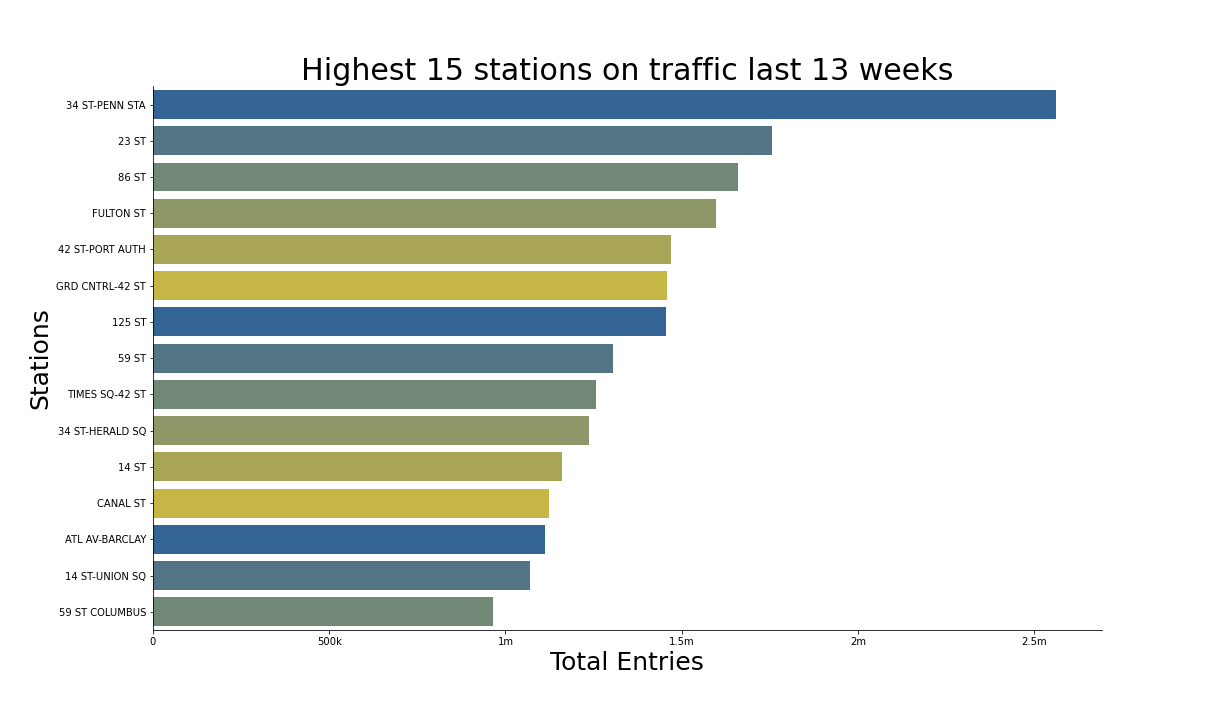 Highest 15 stations on traffic last 13 weeks
34 ST-PENN STA
23 ST
86 ST
FULTON ST
42 ST-PORT AUTH
GRD CNTRL-42 ST
125 ST
59 ST
TIMES SQ-42 ST
34 ST-HERALD SQ
14 ST
CANAL ST
ATL AV-BARCLAY
14 ST-UNION SQ
59 ST COLUMBUS
Stations
0 500k 1m 1.5m 2m 2.5m
Total Entries